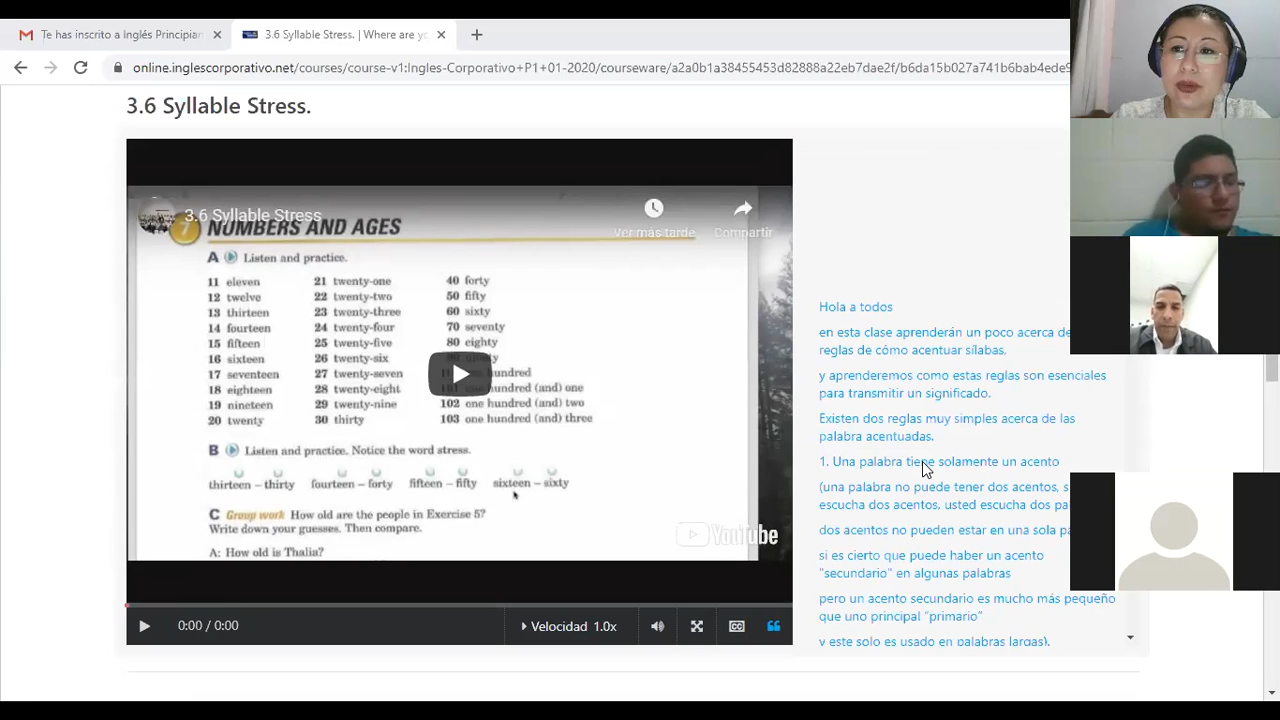 Te has inscrito a Inglés Principian
3.6 Syllable Stress. | Where are yo
online.inglescorporativo.net/courses/course-v1:Ingles-Corporativo+P1+01-2020/courseware/a2a0b1a38455453d82888a22eb7dae2f/b6da15b027a741b6bab4ede9
3.6 Syllable Stress.
3.6 Syllable Stress
Ver más tarde
Compartir
7 NUMBERS AND AGES
A Listen and practice.
11 eleven 21 twenty-one 40 forty
12 twelve 22 twenty-two 50 fifty
13 thirteen 23 twenty-three 60 sixty
14 fourteen 24 twenty-four 70 seventy
15 fifteen 25 twenty-five 80 eighty
16 sixteen 26 twenty-six
17 seventeen 27 twenty-seven hundred
18 eighteen 28 twenty-eight one hundred (and) one
19 nineteen 29 twenty-nine 102 one hundred (and) two
20 twenty 30 thirty 103 one hundred (and) three
B Listen and practice. Notice the word stress.
thirteen – thirty fourteen – forty fifteen – fifty sixteen – sixty
C Group work How old are the people in Exercise 5?
Write down your guesses. Then compare.
A: How old is Thalia?
YouTube
0:00 / 0:00
Velocidad 1.0x
CC
Hola a todos
en esta clase aprenderán un poco acerca de
reglas de cómo acentuar sílabas.
y aprenderemos como estas reglas son esenciales
para transmitir un significado.
Existen dos reglas muy simples acerca de las
palabra acentuadas.
1. Una palabra tiene solamente un acento
(una palabra no puede tener dos acentos, s
escucha dos acentos, usted escucha dos pa
dos acentos no pueden estar en una sola pa
si es cierto que puede haber un acento
"secundario" en algunas palabras
pero un acento secundario es mucho más pequeño
que uno principal "primario"
y este solo es usado en palabras largas).